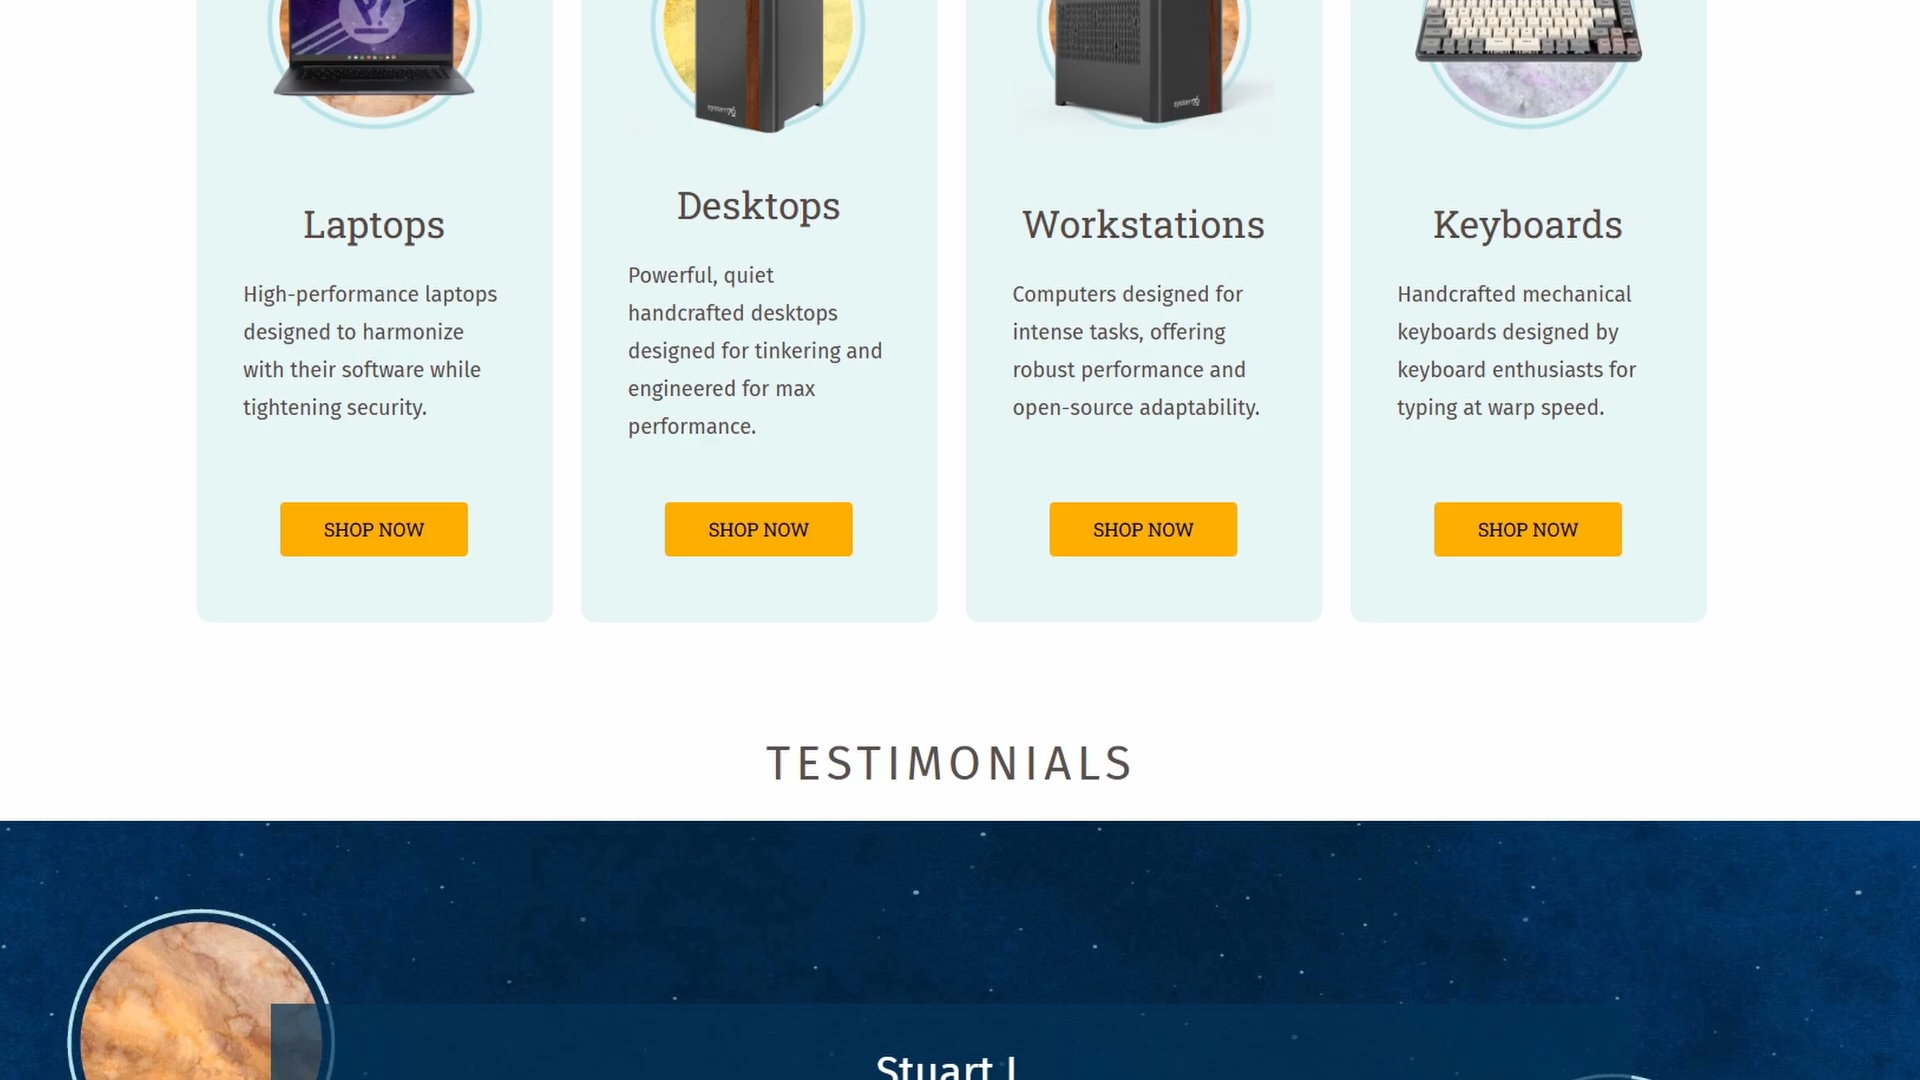 Laptops
High-performance laptops
designed to harmonize
with their software while
tightening security.
SHOP NOW
Desktops
Powerful, quiet
handcrafted desktops
designed for tinkering and
engineered for max
performance.
SHOP NOW
Workstations
Computers designed for
intense tasks, offering
robust performance and
open-source adaptability.
SHOP NOW
Keyboards
Handcrafted mechanical
keyboards designed by
keyboard enthusiasts for
typing at warp speed.
SHOP NOW
TESTIMONIALS